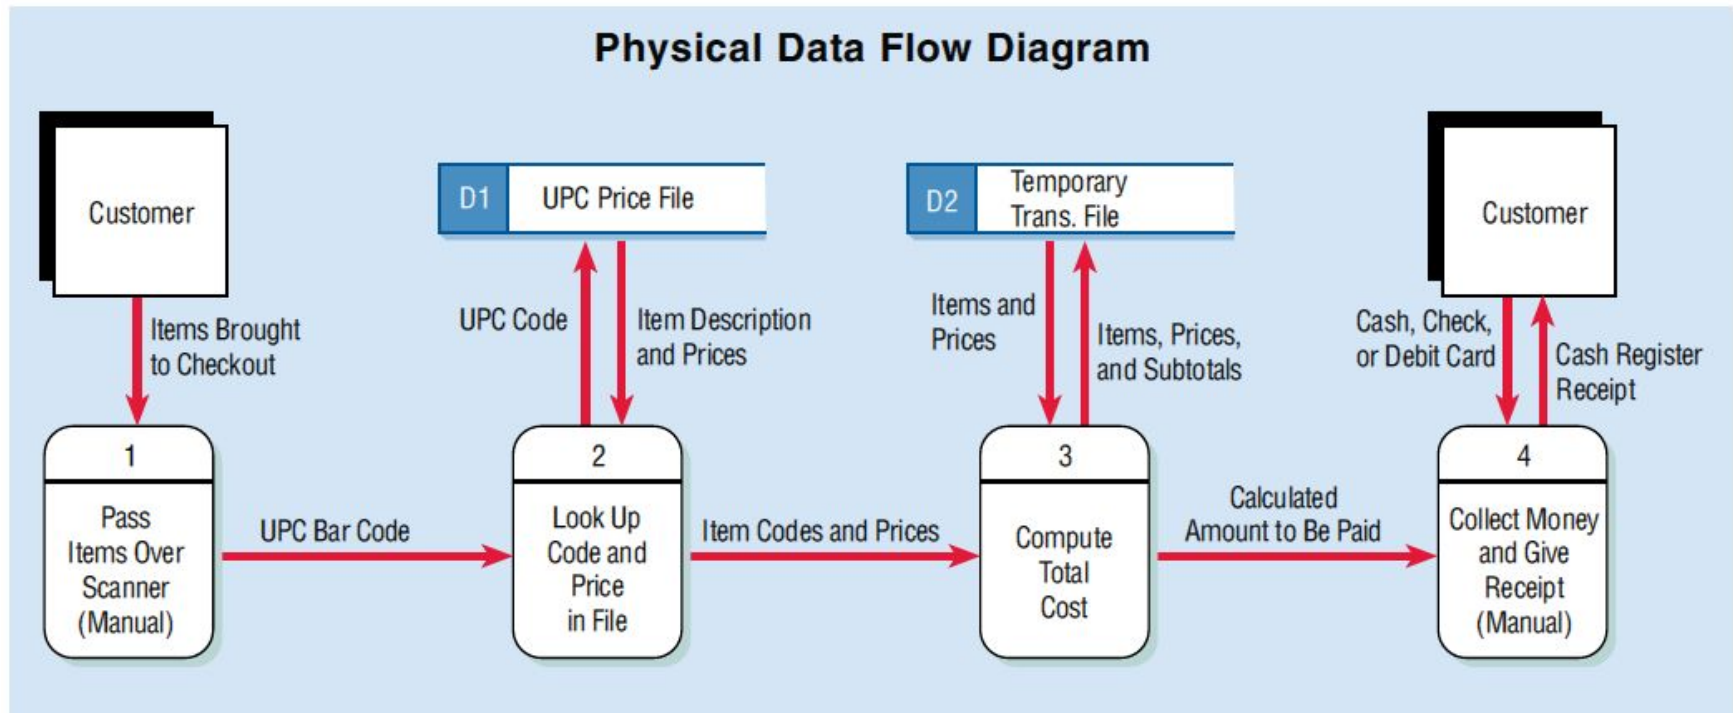 Physical Data Flow Diagram
Customer
D1
UPC Price File
D2
Temporary
Trans. File
Customer
Items Brought
to Checkout
UPC Code
Item Description
and Prices
Items and
Prices
Items, Prices,
and Subtotals
Cash, Check,
or Debit Card
Cash Register
Receipt
1
Pass
Items Over
Scanner
(Manual)
UPC Bar Code
2
Look Up
Code and
Price
in File
Item Codes and Prices
3
Compute
Total
Cost
Calculated
Amount to Be Paid
4
Collect Money
and Give
Receipt
(Manual)